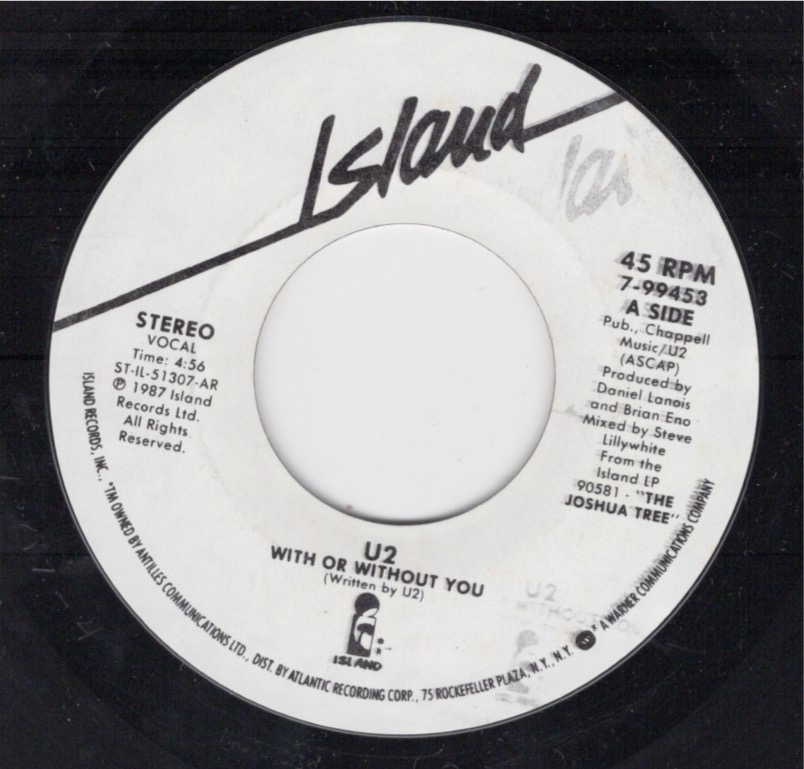 Island
45 RPM
7-99453
A SIDE
Pub., Chappell
Music/U2
(ASCAP)
Produced by
Daniel Lanois
and Brian Eno
Mixed by Steve
Lillywhite
From the
Island LP
90581 - "THE
JOSHUA TREE"
STEREO
VOCAL
Time: 4:56
ST-IL-51307-AR
℗ 1987 Island
Records Ltd.
All Rights
Reserved.
U2
WITH OR WITHOUT YOU
(Written by U2)
ISLAND
ISLAND RECORDS, INC., *TM OWNED BY ANTILLES COMMUNICATIONS LTD., DIST. BY ATLANTIC RECORDING CORP., 75 ROCKEFELLER PLAZA, N.Y., N.Y. * A WARNER COMMUNICATIONS COMPANY
U2